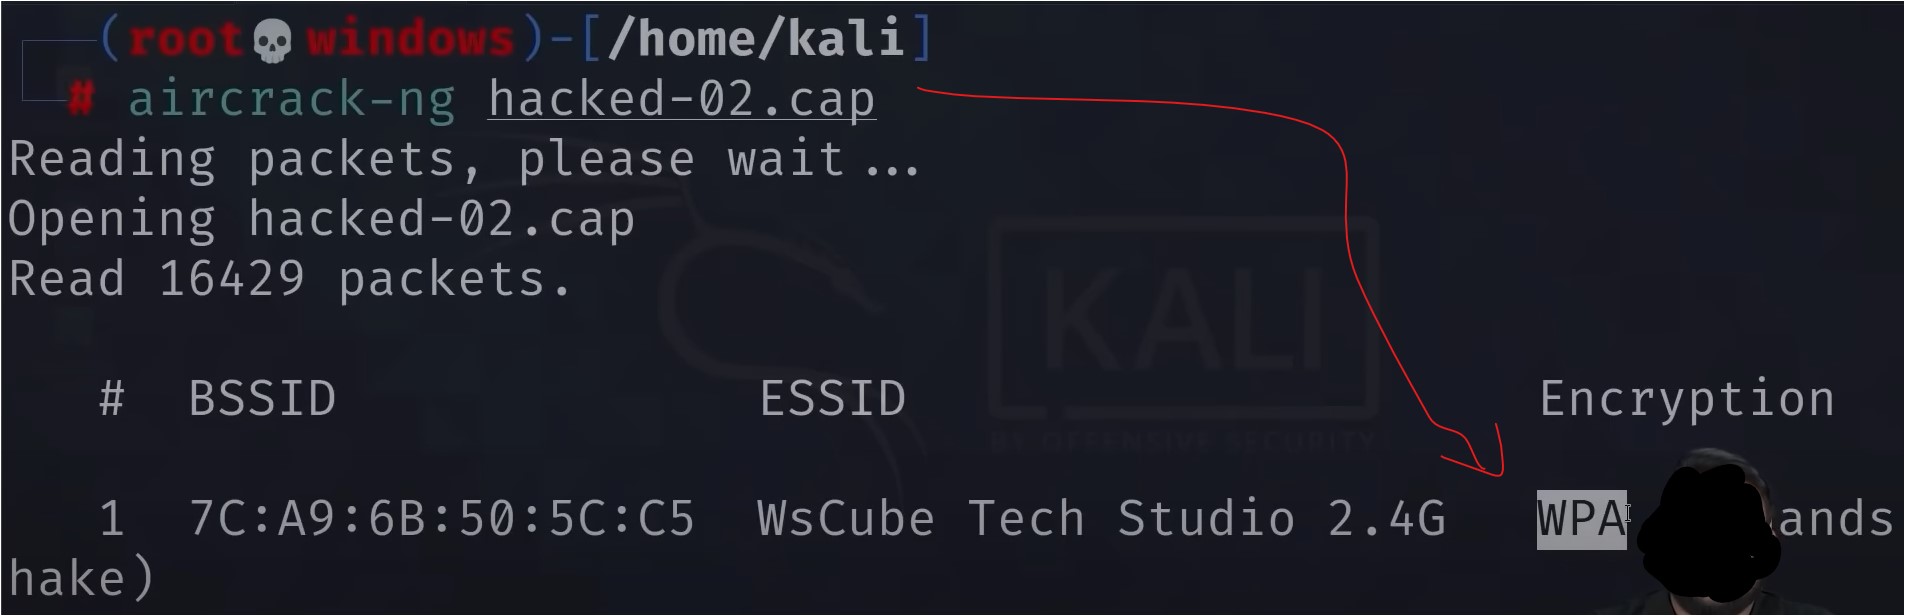 (root💀windows)-[/home/kali]
# aircrack-ng hacked-02.cap
Reading packets, please wait...
Opening hacked-02.cap
Read 16429 packets.
KALI
BY OFFENSIVE SECURITY
# BSSID ESSID Encryption
1 7C:A9:6B:50:5C:C5 WsCube Tech Studio 2.4G WPA ands
hake)